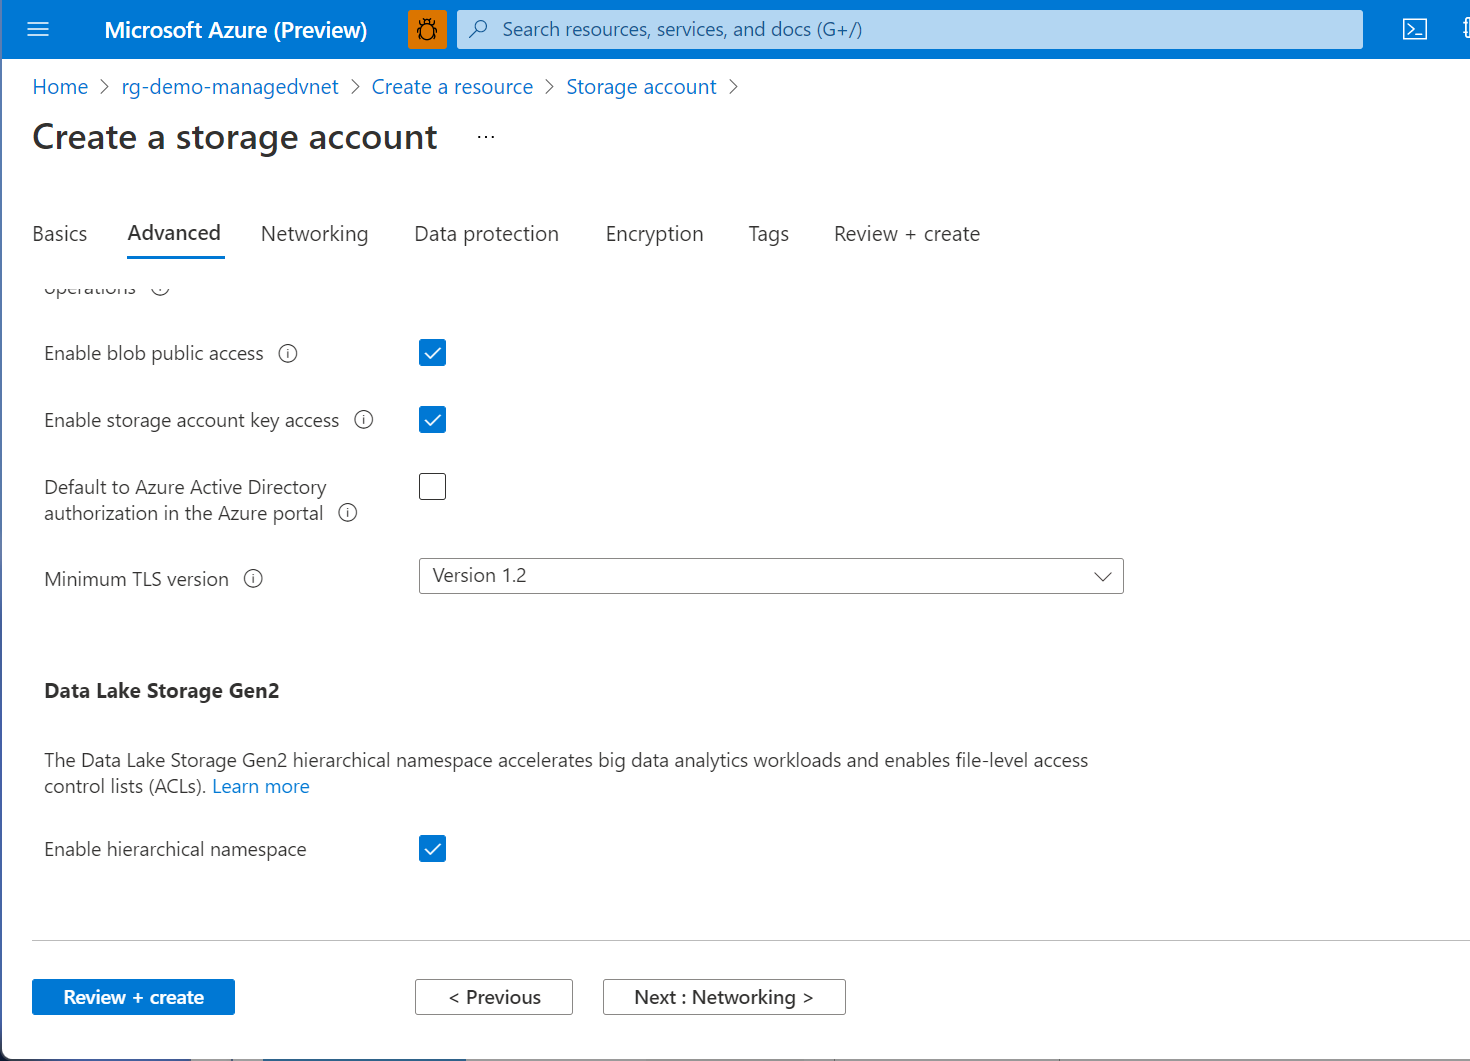 Microsoft Azure (Preview)
Search resources, services, and docs (G+/)
Home > rg-demo-managedvnet > Create a resource > Storage account >
Create a storage account ...
Basics Advanced Networking Data protection Encryption Tags Review + create
operations
Enable blob public access
Enable storage account key access
Default to Azure Active Directory
authorization in the Azure portal
Minimum TLS version
Version 1.2
Data Lake Storage Gen2
The Data Lake Storage Gen2 hierarchical namespace accelerates big data analytics workloads and enables file-level access
control lists (ACLs). Learn more
Enable hierarchical namespace
Review + create
< Previous
Next : Networking >